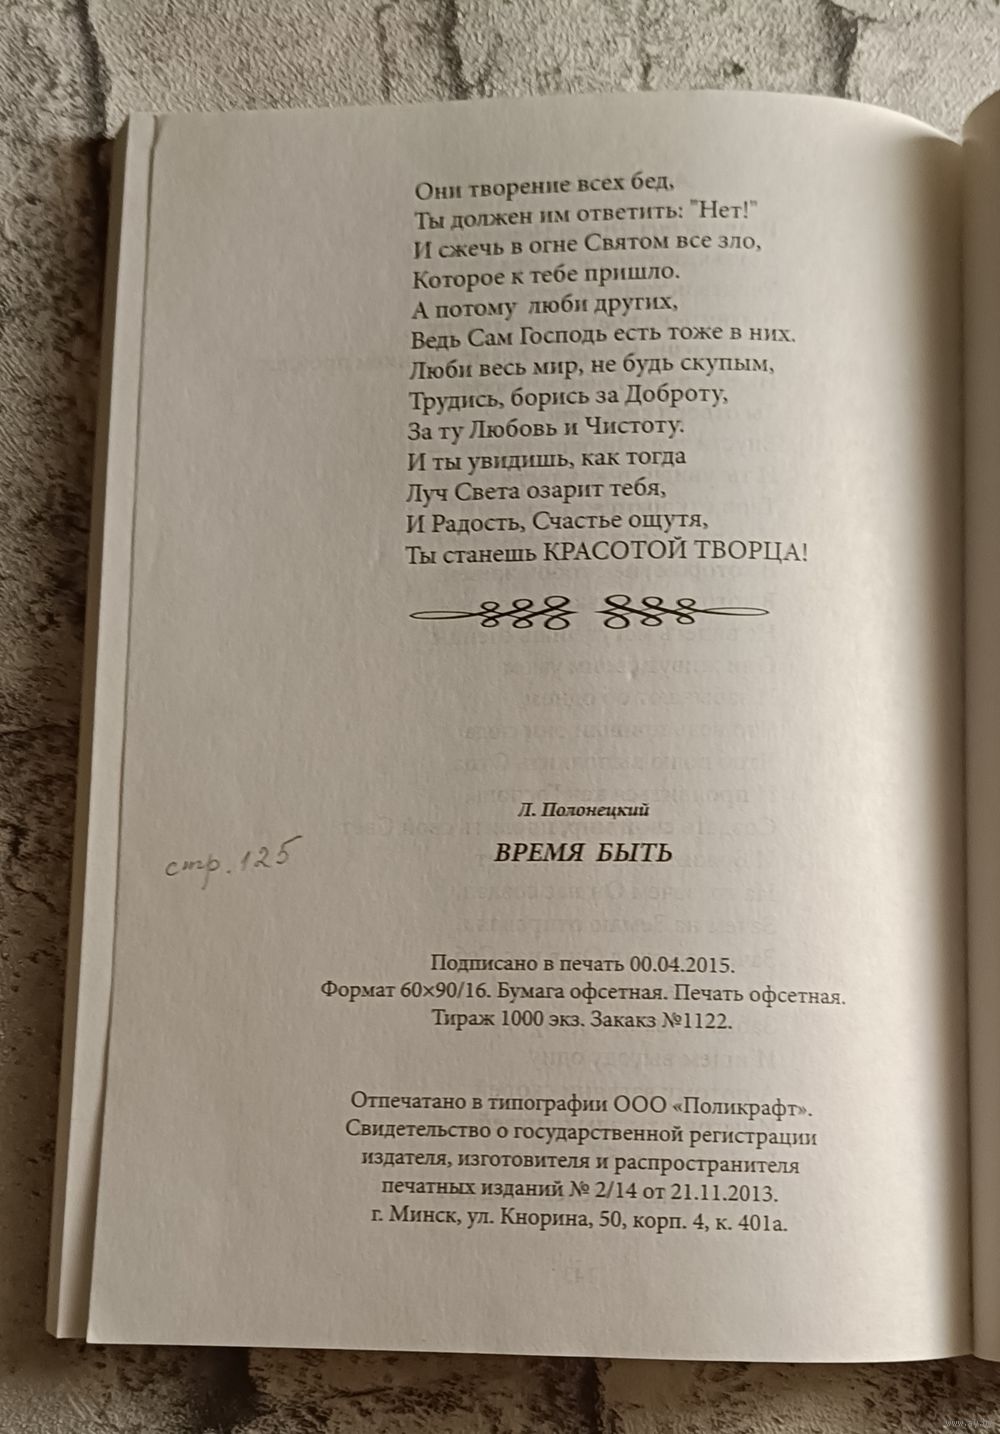 Они творение всех бед,
Ты должен им ответить: "Нет!"
И сжечь в огне Святом все зло,
Которое к тебе пришло.
А потому люби других,
Ведь Сам Господь есть тоже в них.
Люби весь мир, не будь скупым,
Трудись, борись за Доброту,
За ту Любовь и Чистоту.
И ты увидишь, как тогда
Луч Света озарит тебя,
И Радость, Счастье ощутя,
Ты станешь КРАСОТОЙ ТВОРЦА!
Л. Полонецкий
ВРЕМЯ БЫТЬ
стр. 125
Подписано в печать 00.04.2015.
Формат 60×90/16. Бумага офсетная. Печать офсетная.
Тираж 1000 экз. Закакз №1122.
Отпечатано в типографии ООО «Поликрафт».
Свидетельство о государственной регистрации
издателя, изготовителя и распространителя
печатных изданий № 2/14 от 21.11.2013.
г. Минск, ул. Кнорина, 50, корп. 4, к. 401а.